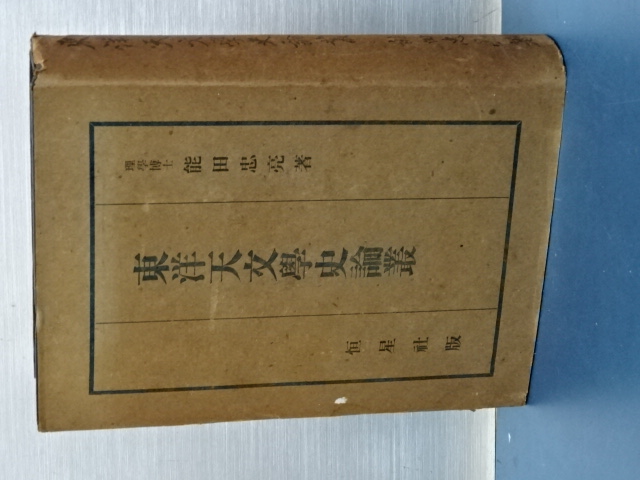 理學博士 能田忠亮著
東洋天文學史論叢
恒星社版